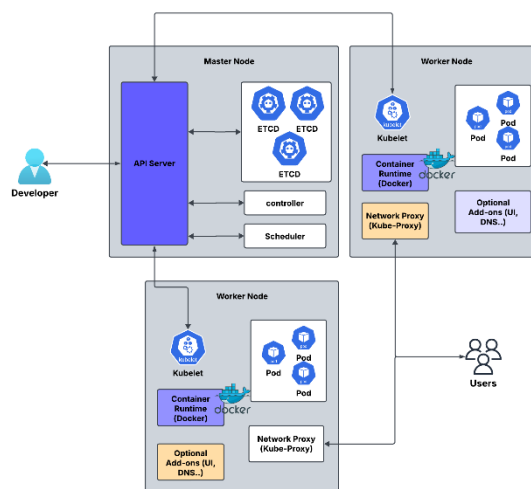 Master Node
API Server
ETCD
ETCD
ETCD
controller
Scheduler
Developer
Worker Node
kubelet
Kubelet
Pod
Pod
Pod
Container
Runtime
(Docker)
docker
Network Proxy
(Kube-Proxy)
Optional
Add-ons (UI,
DNS..)
Worker Node
kubelet
Kubelet
Pod
Pod
Pod
Container
Runtime
(Docker)
docker
Optional
Add-ons (UI,
DNS..)
Network Proxy
(Kube-Proxy)
Users